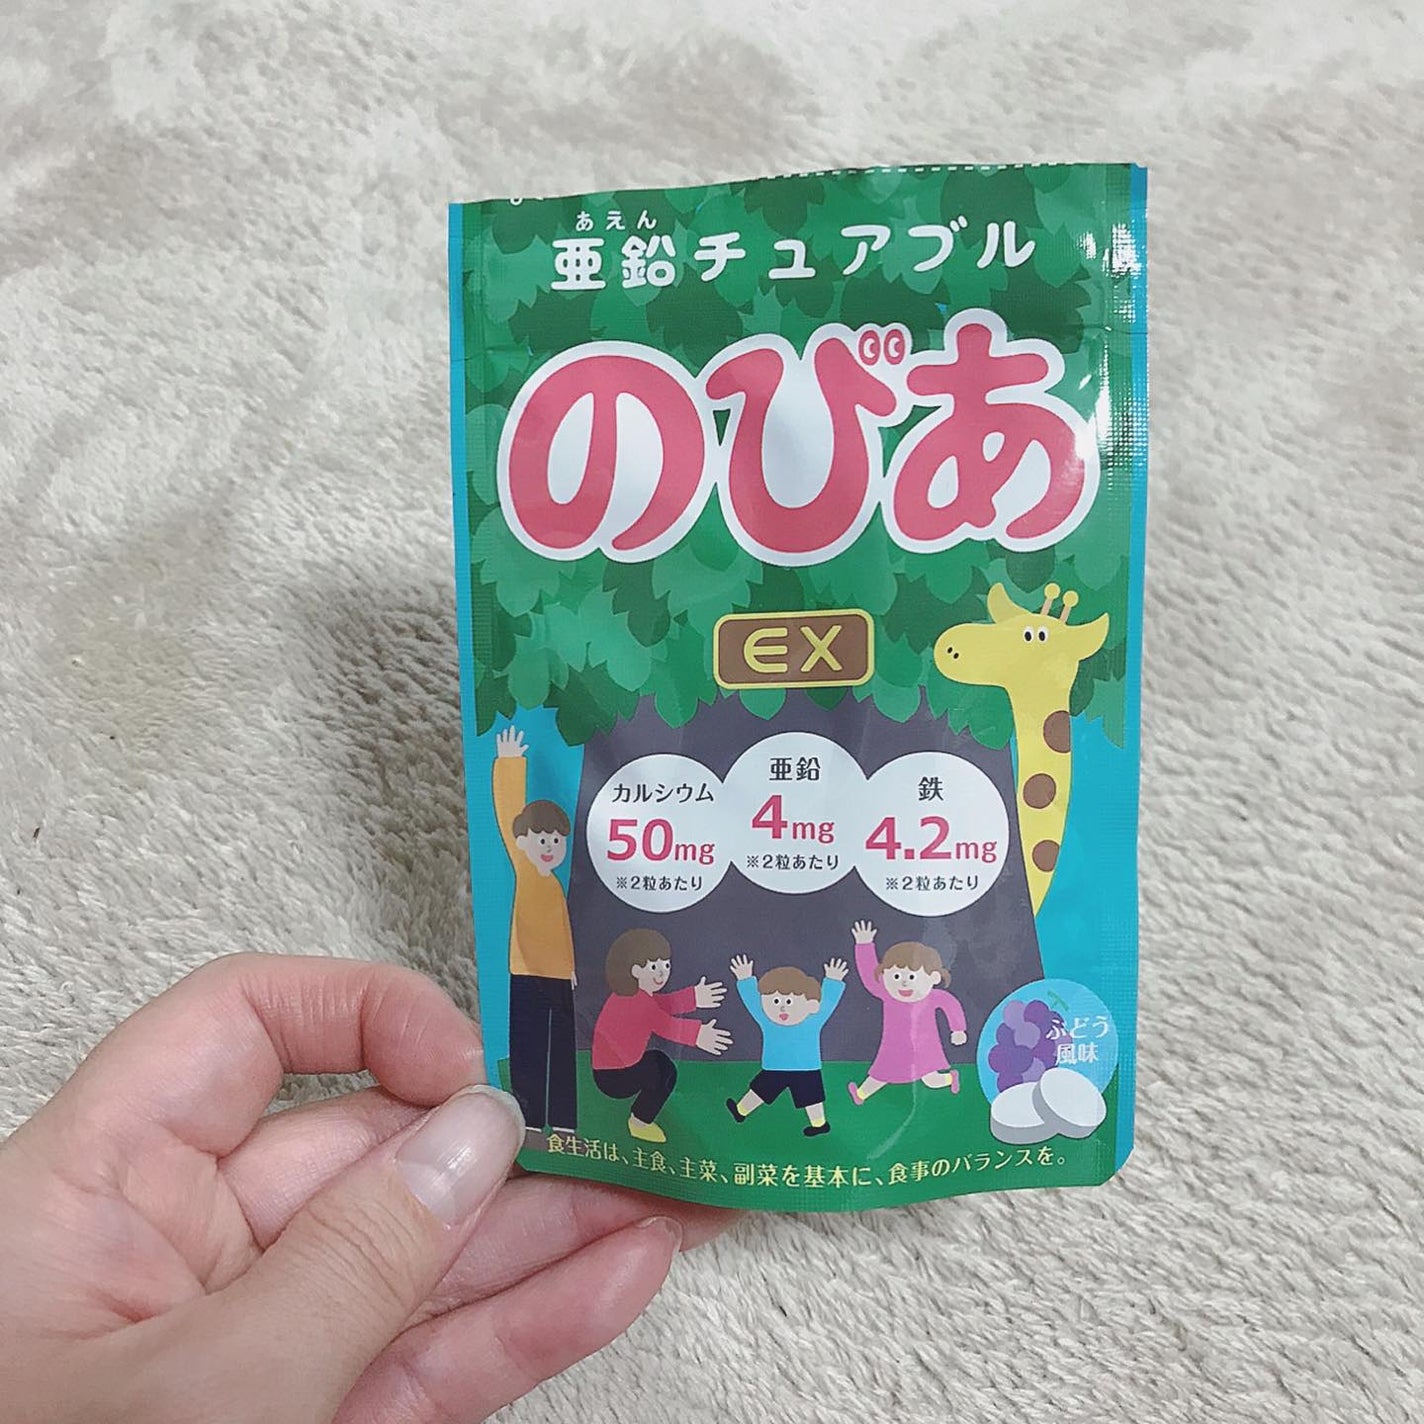 あえん
亜鉛チュアブル
のびあ
EX
カルシウム
50mg
※2粒あたり
亜鉛
4mg
※2粒あたり
鉄
4.2mg
※2粒あたり
ぶどう
風味
食生活は、主食、主菜、副菜を基本に、食事のバランスを。